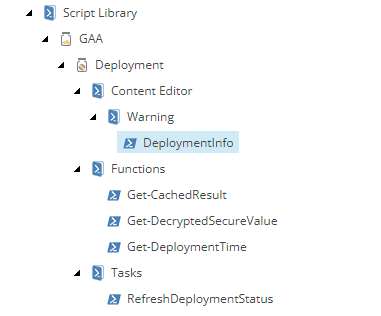 Script Library
GAA
Deployment
Content Editor
Warning
DeploymentInfo
Functions
Get-CachedResult
Get-DecryptedSecureValue
Get-DeploymentTime
Tasks
RefreshDeploymentStatus